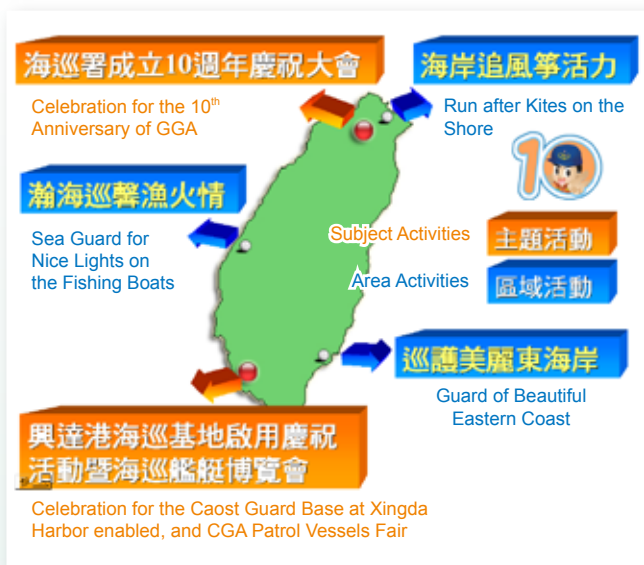 海巡署成立10週年慶祝大會
Celebration for the 10th
Anniversary of GGA
海岸追風箏活力
Run after Kites on the
Shore
10
瀚海巡馨漁火情
Sea Guard for
Nice Lights on
the Fishing Boats
Subject Activities
主題活動
Area Activities
區域活動
巡護美麗東海岸
Guard of Beautiful
Eastern Coast
興達港海巡基地啟用慶祝
活動暨海巡艦艇博覽會
Celebration for the Caost Guard Base at Xingda
Harbor enabled, and CGA Patrol Vessels Fair